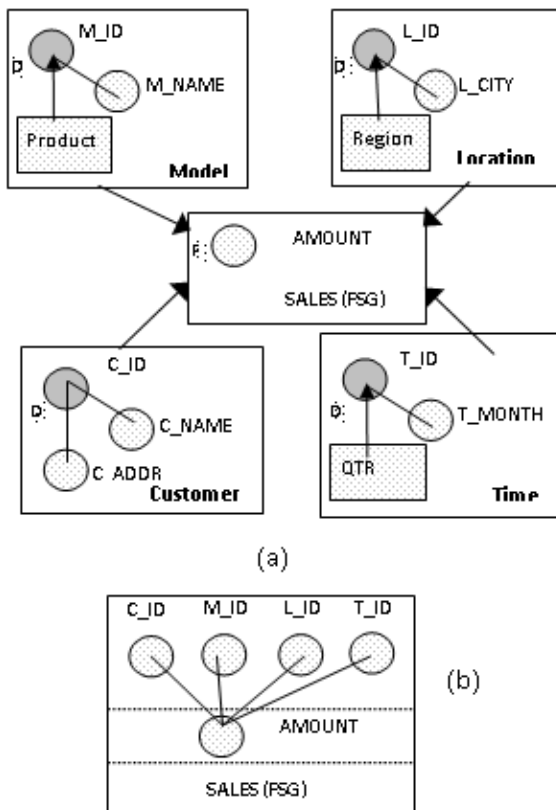 M_ID
D
M_NAME
Product
Model
L_ID
D
L_CITY
Region
Location
AMOUNT
F
SALES (FSG)
C_ID
D
C_NAME
C_ADDR
Customer
T_ID
D
T_MONTH
QTR
Time
(a)
C_ID M_ID L_ID T_ID
(b)
AMOUNT
SALES (FSG)